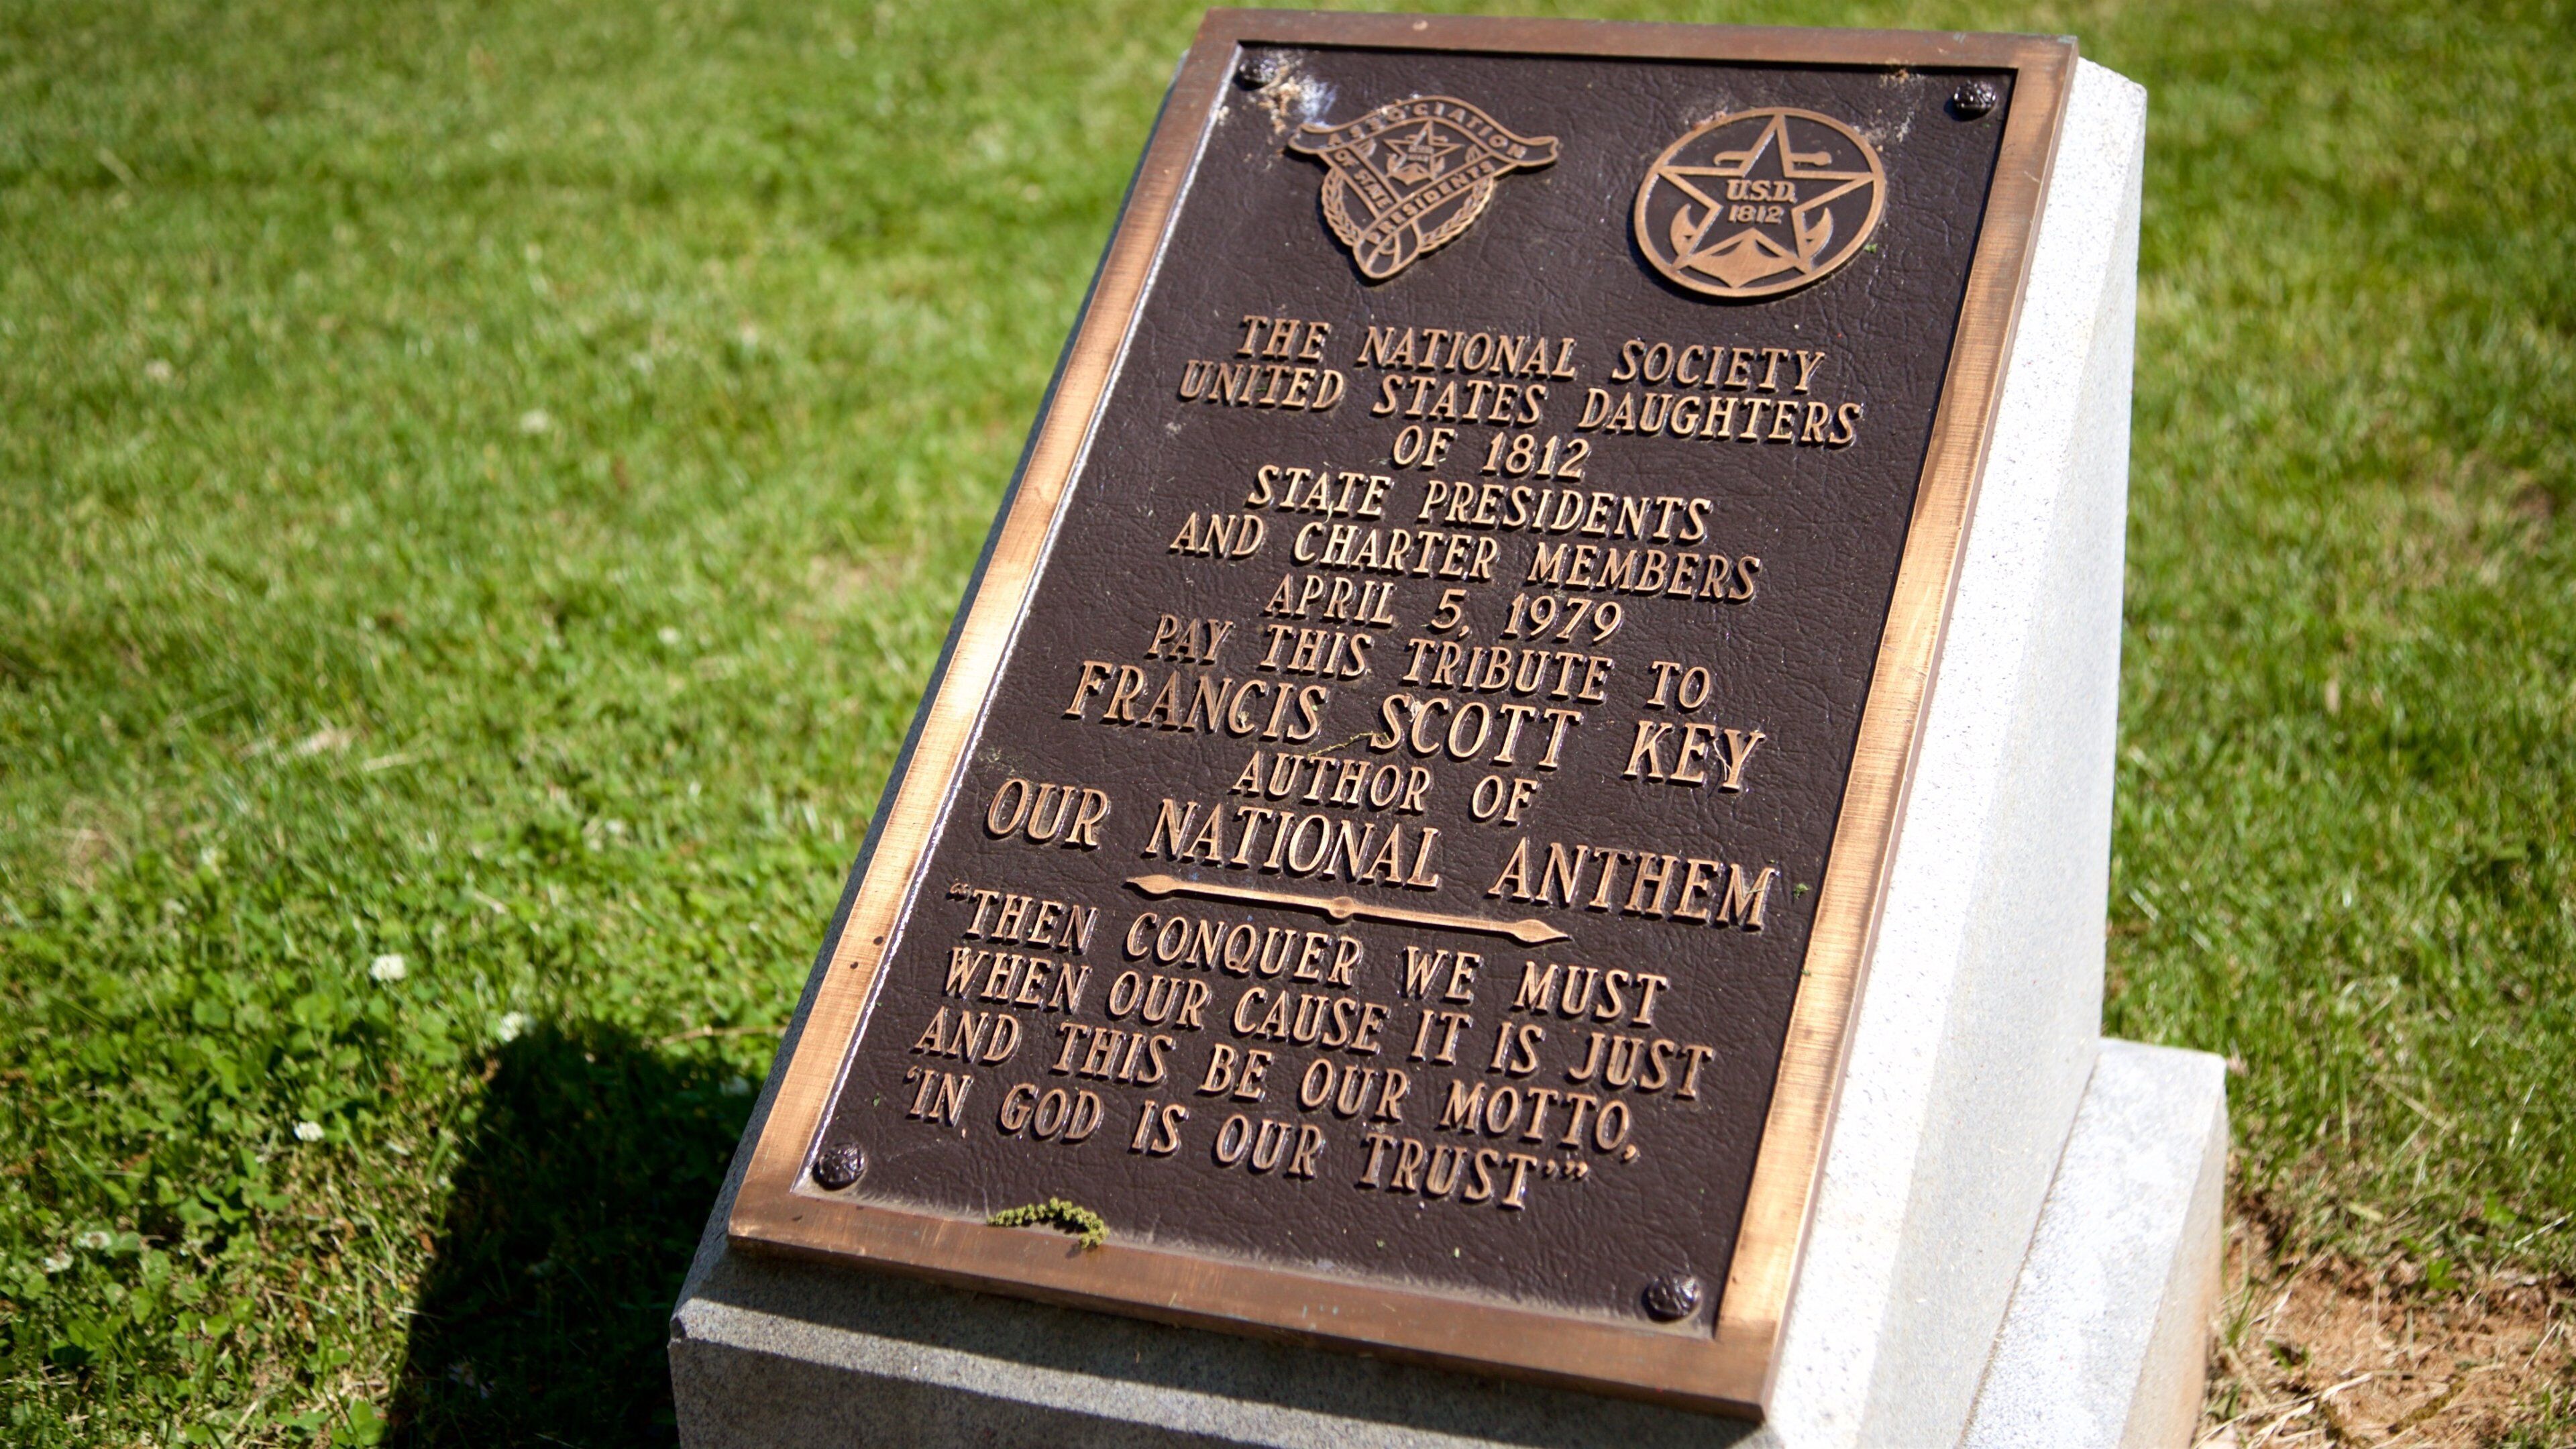 ASSOCIATION
OF STATE
PRESIDENTS
U.S.D.
1812
THE NATIONAL SOCIETY
UNITED STATES DAUGHTERS
OF 1812
STATE PRESIDENTS
AND CHARTER MEMBERS
APRIL 5, 1979
PAY THIS TRIBUTE TO
FRANCIS SCOTT KEY
AUTHOR OF
OUR NATIONAL ANTHEM
"THEN CONQUER WE MUST
WHEN OUR CAUSE IT IS JUST
AND THIS BE OUR MOTTO,
'IN GOD IS OUR TRUST'"